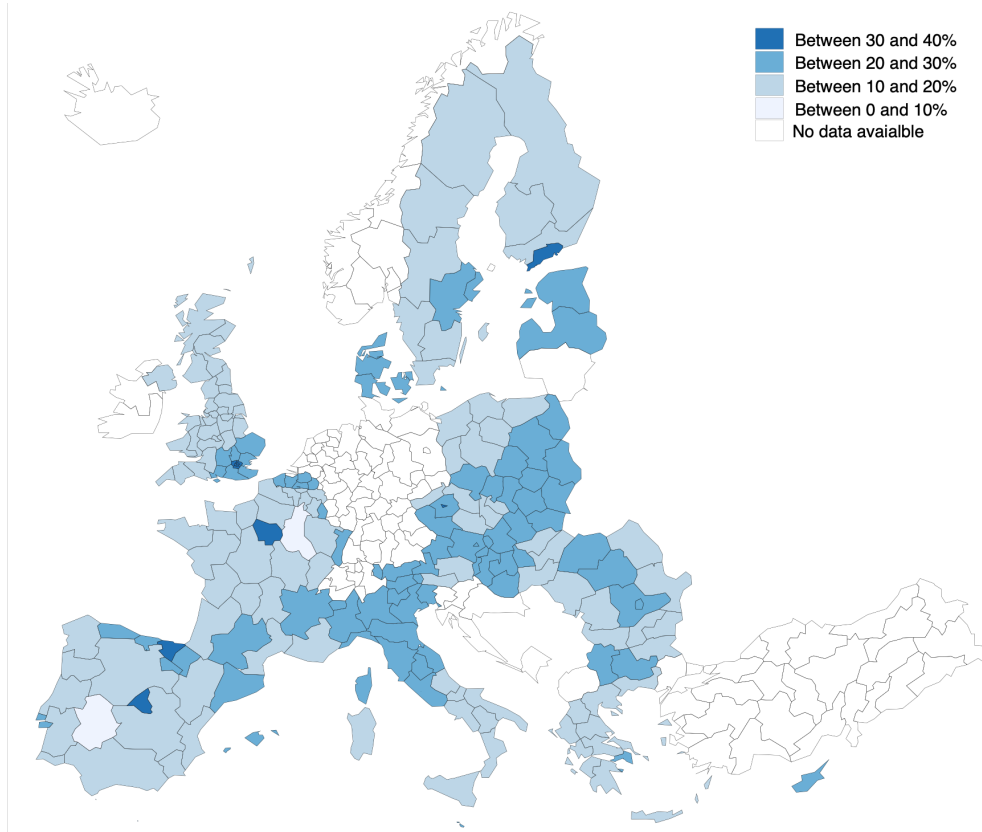 Between 30 and 40%
Between 20 and 30%
Between 10 and 20%
Between 0 and 10%
No data avaialble